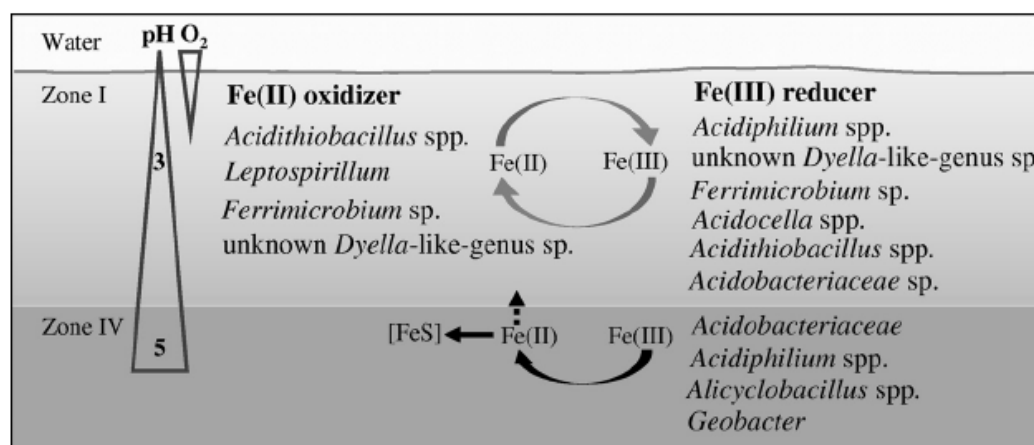 Water
pH O₂
Zone I
Fe(II) oxidizer
Acidithiobacillus spp.
Leptospirillum
Ferrimicrobium sp.
unknown Dyella-like-genus sp.
3
Fe(II)
Fe(III)
Fe(III) reducer
Acidiphilium spp.
unknown Dyella-like-genus sp
Ferrimicrobium sp.
Acidocella spp.
Acidithiobacillus spp.
Acidobacteriaceae sp.
Zone IV
5
[FeS]
Fe(II)
Fe(III)
Acidobacteriaceae
Acidiphilium spp.
Alicyclobacillus spp.
Geobacter